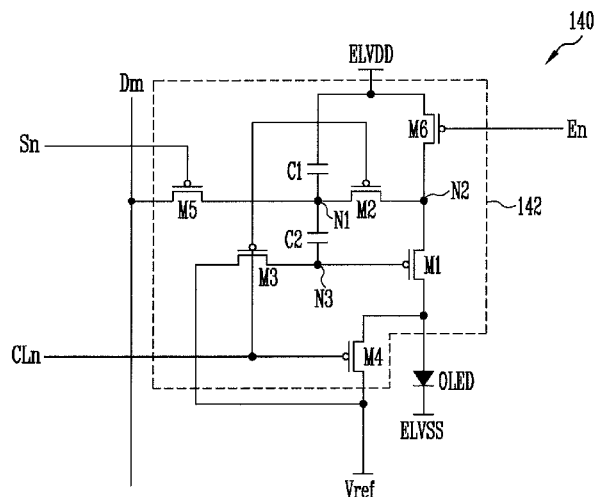 140
ELVDD
Dm
M6
En
Sn
C1
M5
N1
M2
N2
142
C2
M3
N3
M1
CLn
M4
OLED
ELVSS
Vref